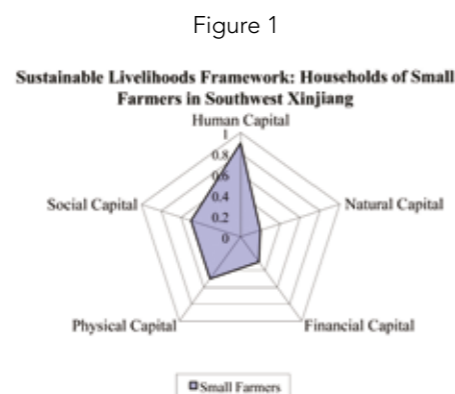 Figure 1
Sustainable Livelihoods Framework: Households of Small
Farmers in Southwest Xinjiang
Human Capital
1
0.8
0.6
0.4
0.2
0
Social Capital
Natural Capital
Physical Capital
Financial Capital
Small Farmers